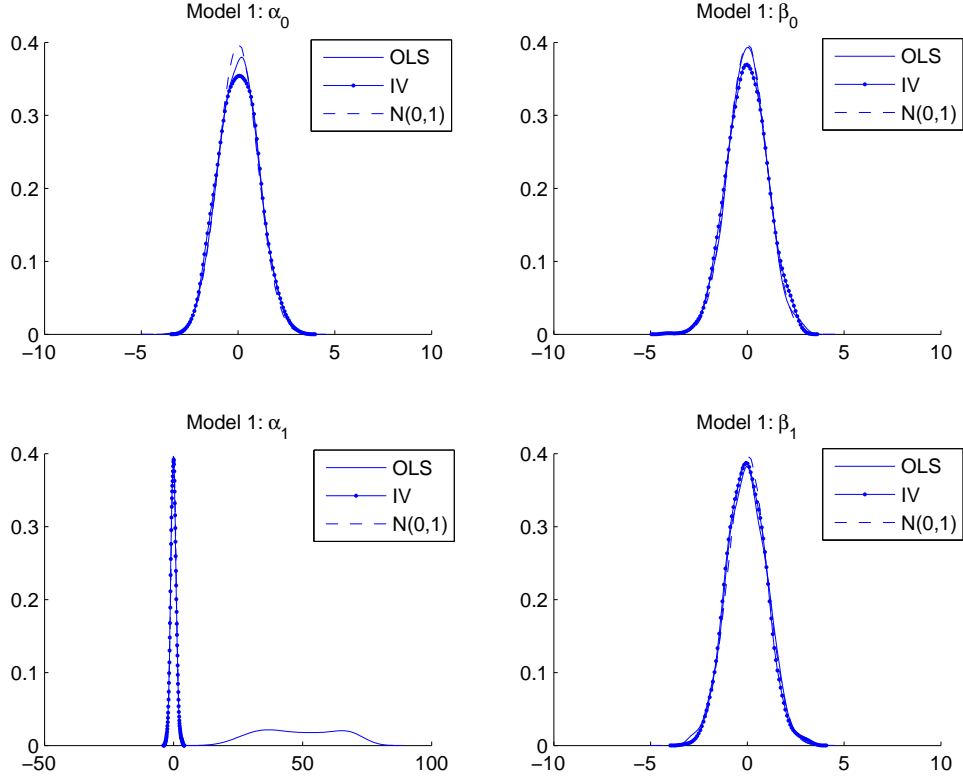 Model 1: α₀
0.4
0.3
0.2
0.1
0
−10
−5
0
5
10
OLS
IV
N(0,1)
Model 1: β₀
0.4
0.3
0.2
0.1
0
−10
−5
0
5
10
OLS
IV
N(0,1)
Model 1: α₁
0.4
0.3
0.2
0.1
0
−50
0
50
100
OLS
IV
N(0,1)
Model 1: β₁
0.4
0.3
0.2
0.1
0
−10
−5
0
5
10
OLS
IV
N(0,1)